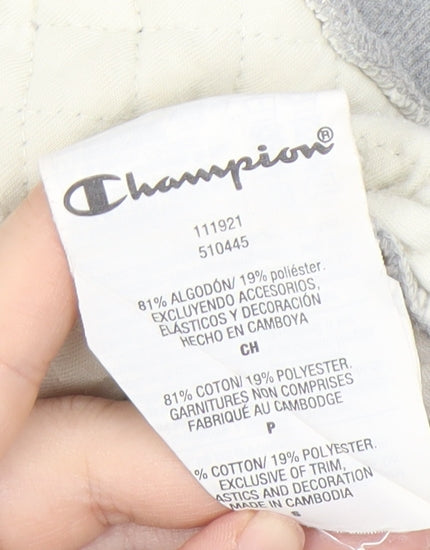 Champion®
111921
510445
81% ALGODÓN/ 19% poliéster.
EXCLUYENDO ACCESORIOS,
ELÁSTICOS Y DECORACIÓN
HECHO EN CAMBOYA
CH
81% COTON/ 19% POLYESTER.
GARNITURES NON COMPRISES
FABRIQUÉ AU CAMBODGE
P
% COTTON/ 19% POLYESTER.
EXCLUSIVE OF TRIM,
ASTICS AND DECORATION
MADE IN CAMBODIA
S